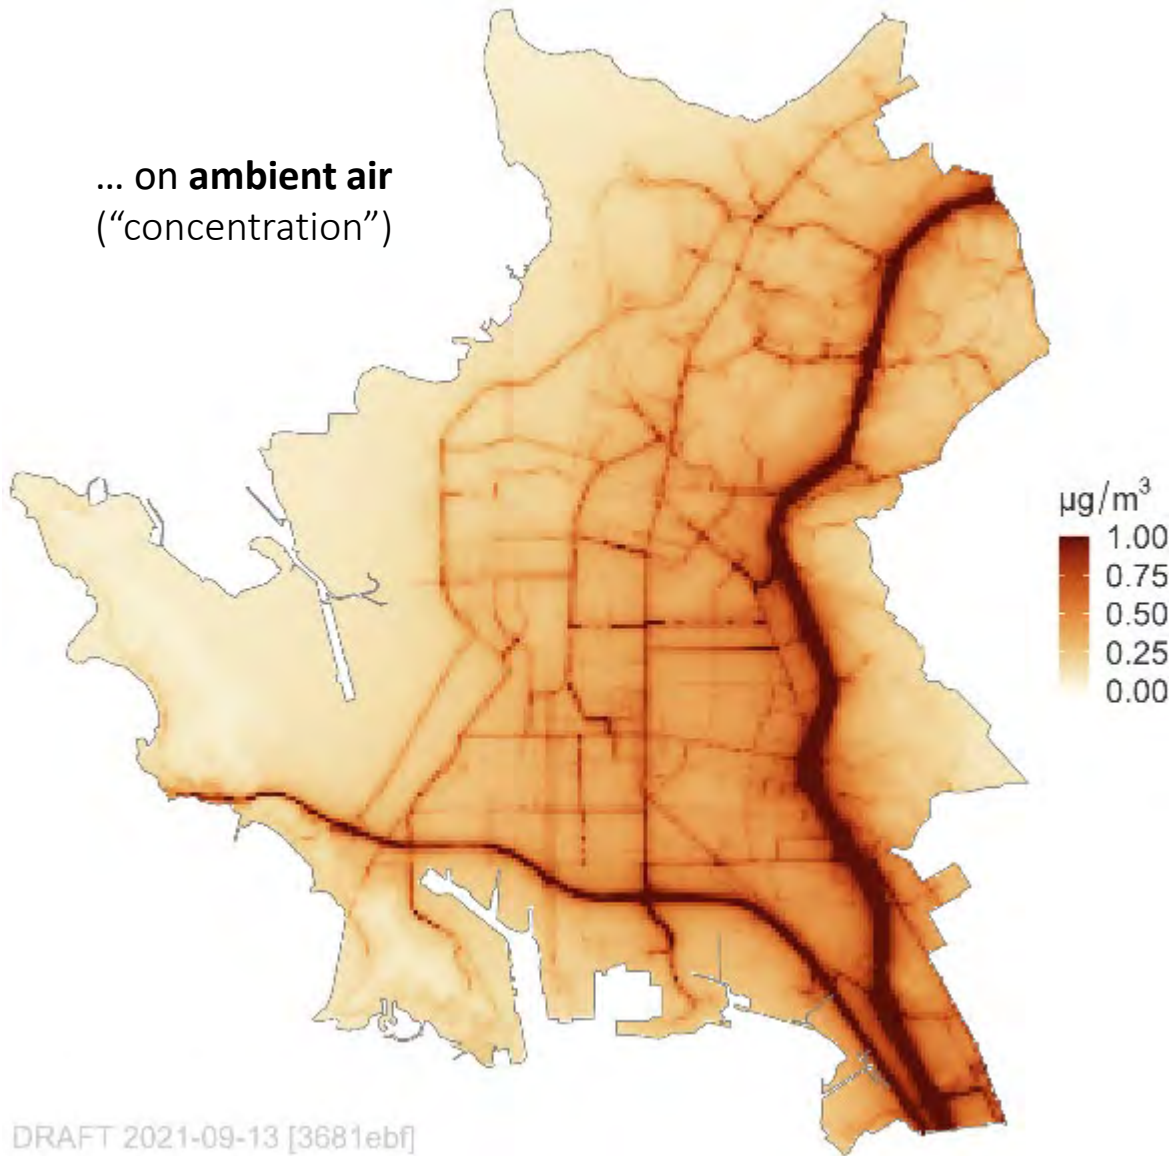 ... on ambient air
(“concentration”)
µg/m³
1.00
0.75
0.50
0.25
0.00
DRAFT 2021-09-13 [3681ebf]